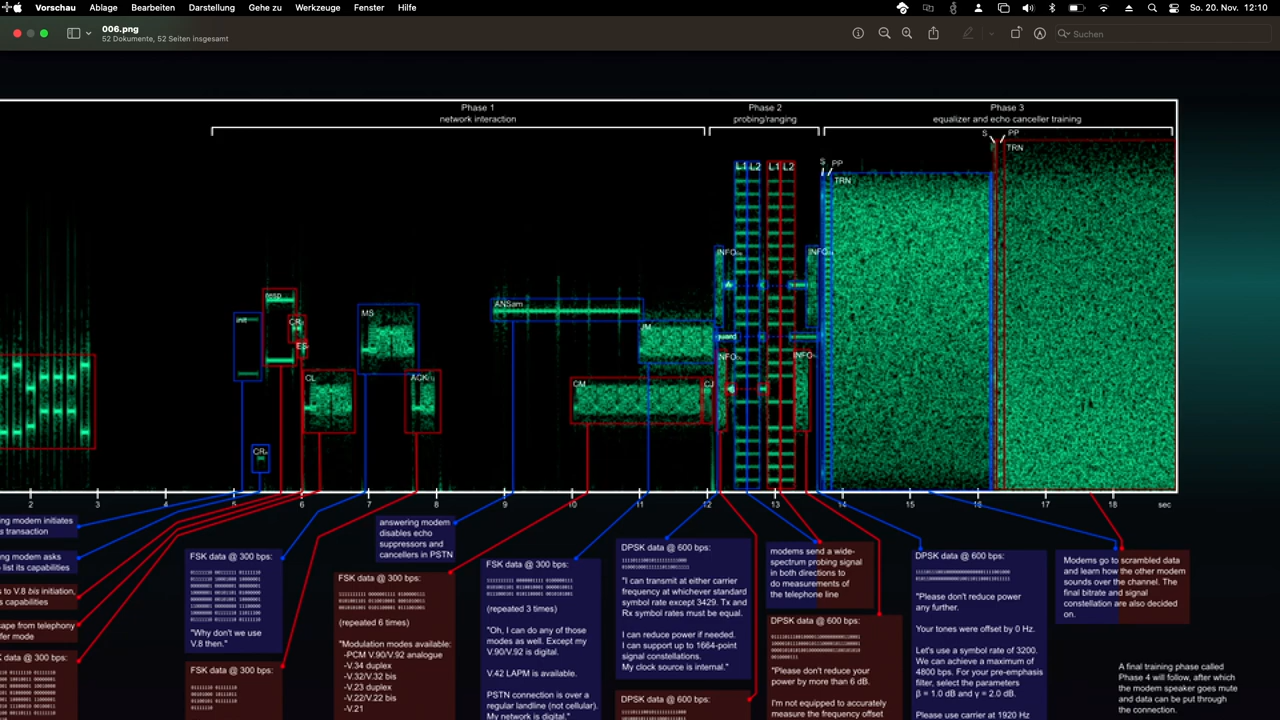 Vorschau Ablage Bearbeiten Darstellung Gehe zu Werkzeuge Fenster Hilfe
So. 20. Nov. 12:10
006.png
52 Dokumente, 52 Seiten insgesamt
Suchen
Phase 1
network interaction
Phase 2
probing/ranging
Phase 3
equalizer and echo canceller training
S PP
TRN
L1 L2 L1 L2
S PP
TRN
INFO
INFO
resp
init
CR
ES
MS
ANSam
JM
guard
INFO
INFO
CL
ACK
CM
CJ
CR
2 3 5 6 7 8 9 10 11 12 13 14 15 16 17 18 sec
ng modem initiates
s transaction
ng modem asks
list its capabilities
s to V.8 bis initiation,
s capabilities
cape from telephony
fer mode
K data @ 300 bps:
FSK data @ 300 bps:
"Why don't we use
V.8 then."
FSK data @ 300 bps:
answering modem
disables echo
suppressors and
cancellers in PSTN
FSK data @ 300 bps:
(repeated 6 times)
"Modulation modes available:
-PCM V.90/V.92 analogue
-V.34 duplex
-V.32/V.32 bis
-V.23 duplex
-V.22/V.22 bis
-V.21
FSK data @ 300 bps:
(repeated 3 times)
"Oh, I can do any of those
modes as well. Except my
V.90/V.92 is digital.
V.42 LAPM is available.
PSTN connection is over a
regular landline (not cellular).
My network is digital."
DPSK data @ 600 bps:
"I can transmit at either carrier
frequency at whichever standard
symbol rate except 3429. Tx and
Rx symbol rates must be equal.
I can reduce power if needed.
I can support up to 1664-point
signal constellations.
My clock source is internal."
DPSK data @ 600 bps:
modems send a wide-
spectrum probing signal
in both directions to
do measurements of
the telephone line
DPSK data @ 600 bps:
"Please don't reduce your
power by more than 6 dB.
I'm not equipped to accurately
measure the frequency offset
DPSK data @ 600 bps:
"Please don't reduce power
any further.
Your tones were offset by 0 Hz.
Let's use a symbol rate of 3200.
We can achieve a maximum of
4800 bps. For your pre-emphasis
filter, select the parameters
β = 1.0 dB and γ = 2.0 dB.
Please use carrier at 1920 Hz
Modems go to scrambled data
and learn how the other modem
sounds over the channel. The
final bitrate and signal
constellation are also decided
on.
A final training phase called
Phase 4 will follow, after which
the modem speaker goes mute
and data can be put through
the connection.